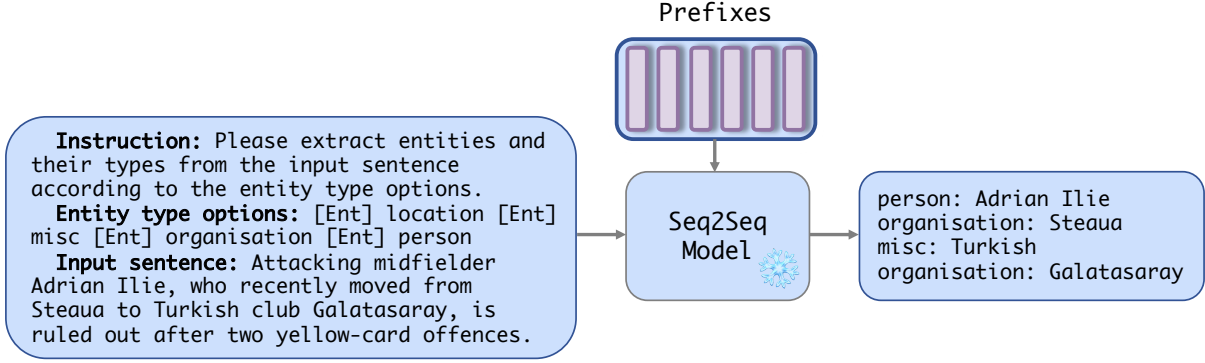 Prefixes
Instruction: Please extract entities and
their types from the input sentence
according to the entity type options.
Entity type options: [Ent] location [Ent]
misc [Ent] organisation [Ent] person
Input sentence: Attacking midfielder
Adrian Ilie, who recently moved from
Steaua to Turkish club Galatasaray, is
ruled out after two yellow-card offences.
Seq2Seq
Model
person: Adrian Ilie
organisation: Steaua
misc: Turkish
organisation: Galatasaray